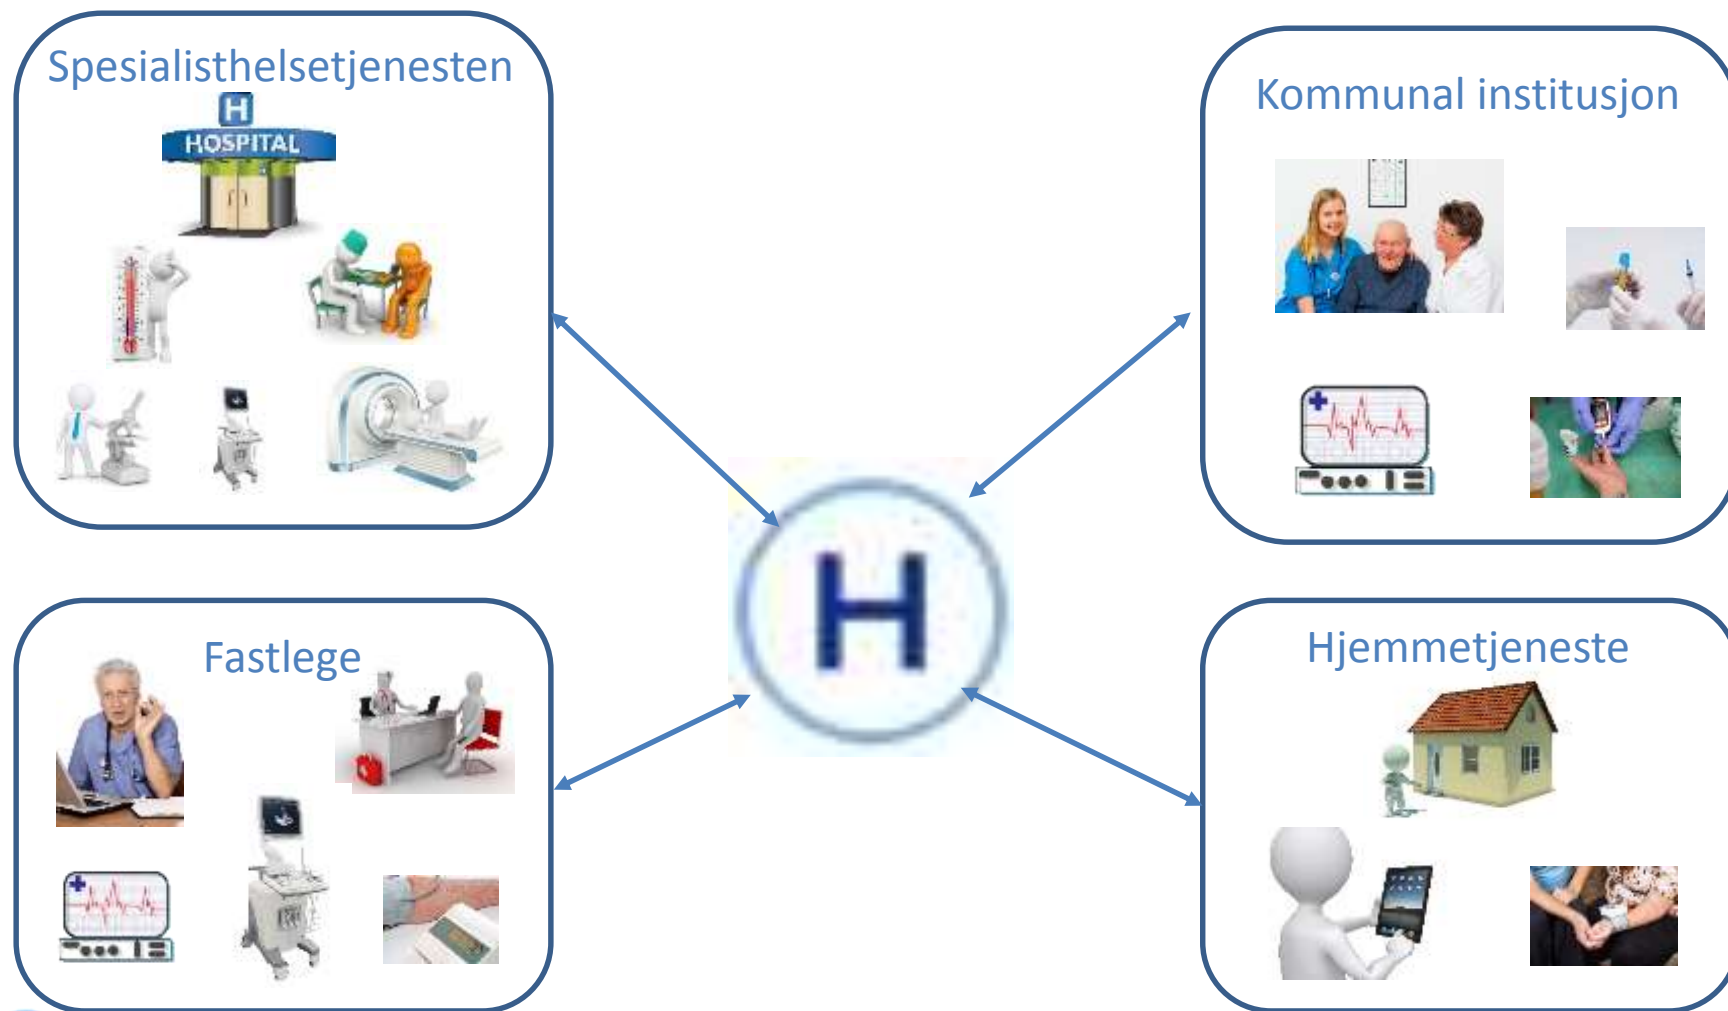 Spesialisthelsetjenesten
H
HOSPITAL
Kommunal institusjon
H
Fastlege
Hjemmetjeneste